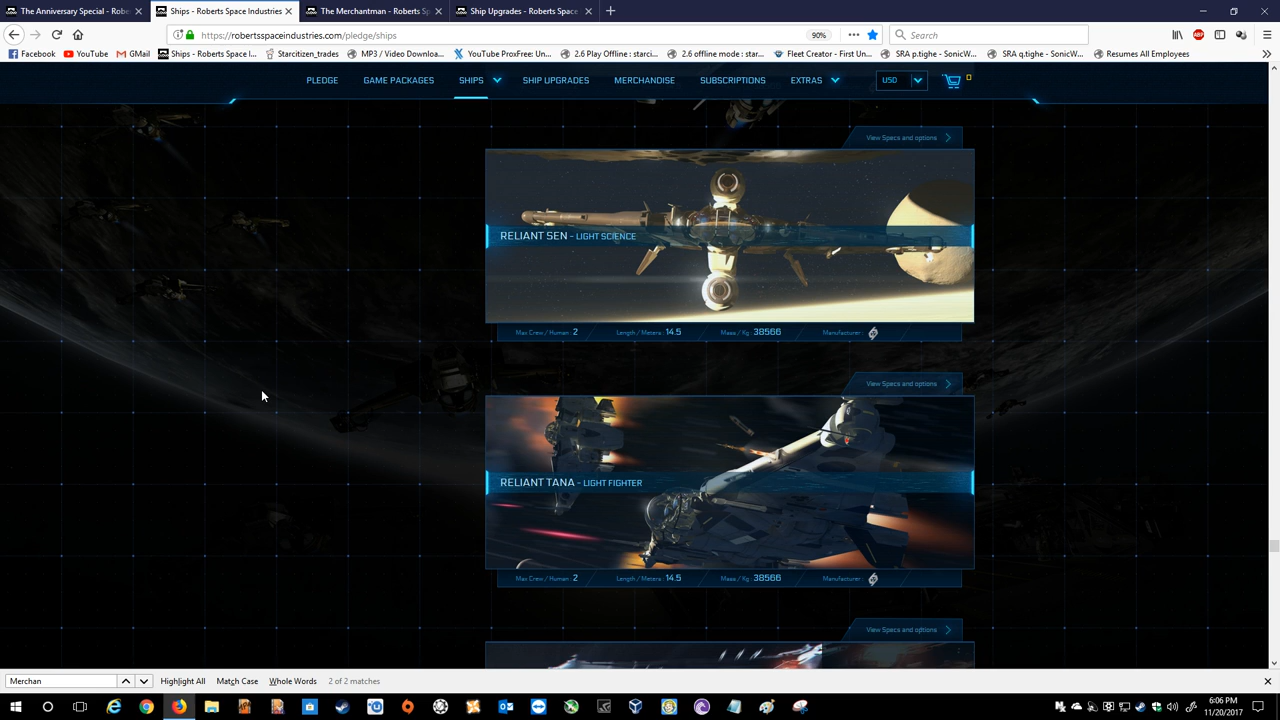 The Anniversary Special - Robe
Ships - Roberts Space Industries
The Merchantman - Roberts Sp
Ship Upgrades - Roberts Space
https://robertsspaceindustries.com/pledge/ships
90%
Search
Facebook
YouTube
GMail
Ships - Roberts Space I...
Starcitizen_trades
MP3 / Video Downloa...
YouTube ProxFree: Un...
2.6 Play Offline : starci...
2.6 offline mode : star...
Fleet Creator - First Un...
SRA p.tighe - SonicW...
SRA q.tighe - SonicW...
Resumes All Employees
PLEDGE
GAME PACKAGES
SHIPS
SHIP UPGRADES
MERCHANDISE
SUBSCRIPTIONS
EXTRAS
USD
0
View Specs and options
RELIANT SEN - LIGHT SCIENCE
Max Crew / Human : 2
Length / Meters : 14.5
Mass / Kg : 38566
Manufacturer :
View Specs and options
RELIANT TANA - LIGHT FIGHTER
Max Crew / Human : 2
Length / Meters : 14.5
Mass / Kg : 38566
Manufacturer :
View Specs and options
Merchan
Highlight All
Match Case
Whole Words
2 of 2 matches
6:06 PM
11/20/2017